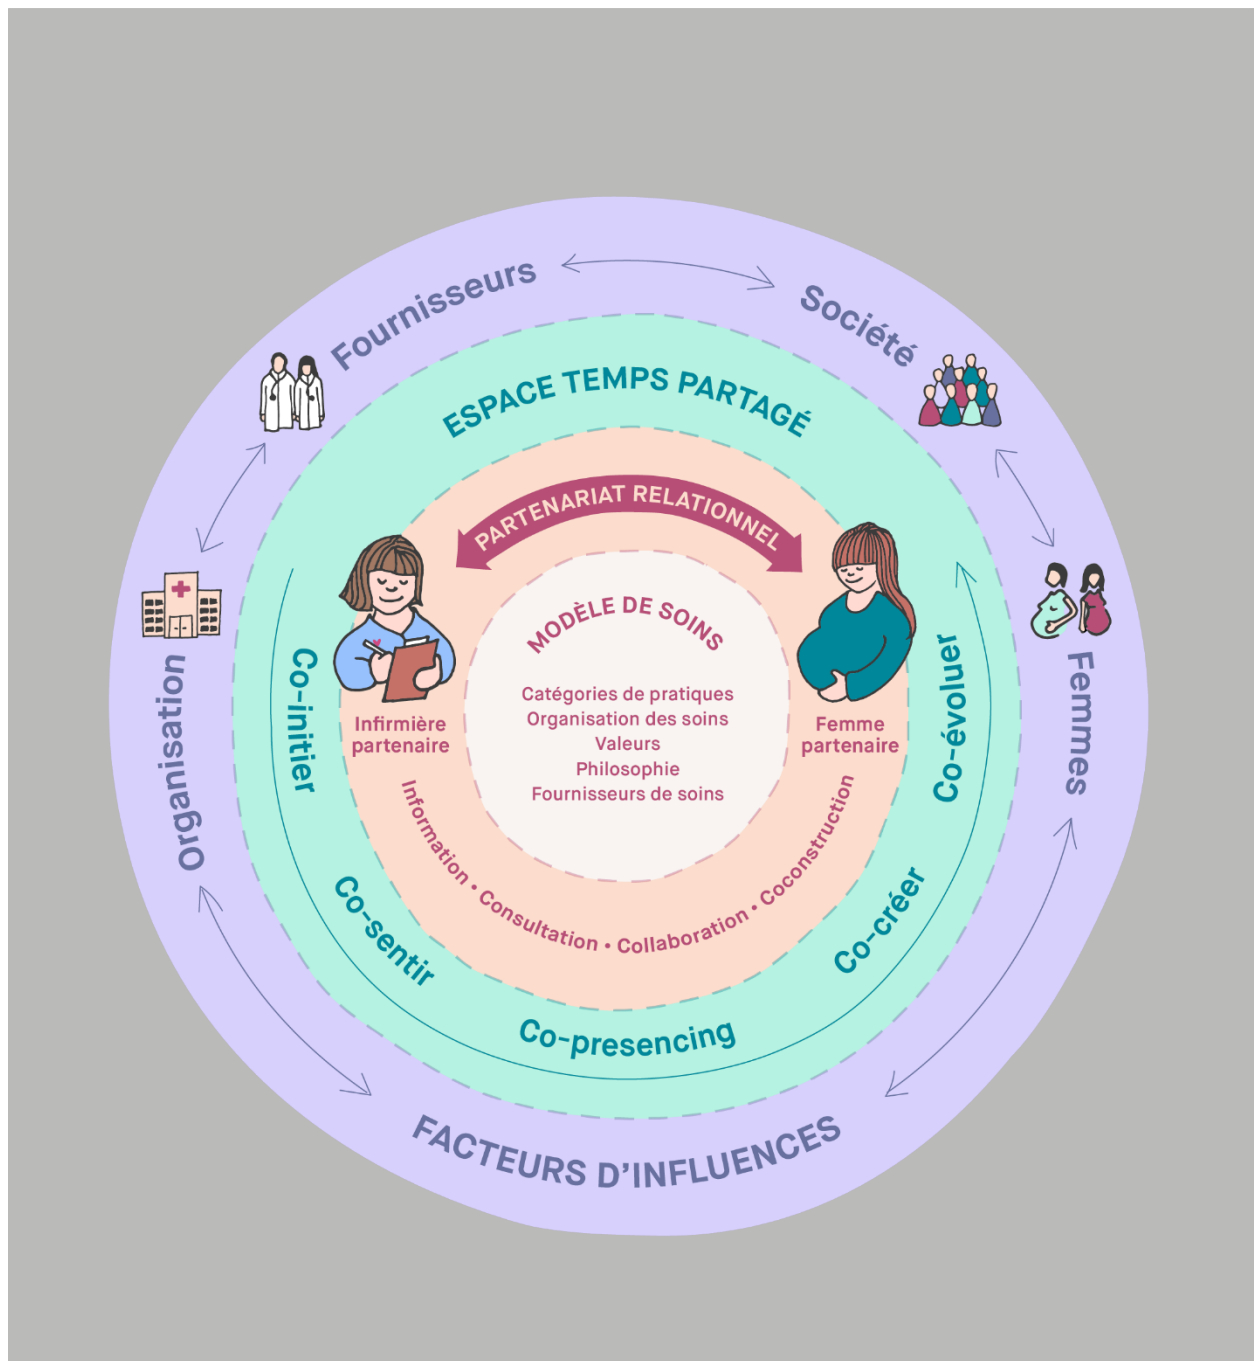 Fournisseurs
Société
ESPACE TEMPS PARTAGÉ
PARTENARIAT RELATIONNEL
MODÈLE DE SOINS
Catégories de pratiques
Organisation des soins
Valeurs
Philosophie
Fournisseurs de soins
Infirmière
partenaire
Femme
partenaire
Information • Consultation • Collaboration • Coconstruction
Organisation
Femmes
Co-initier
Co-sentir
Co-presencing
Co-créer
Co-évoluer
FACTEURS D'INFLUENCES